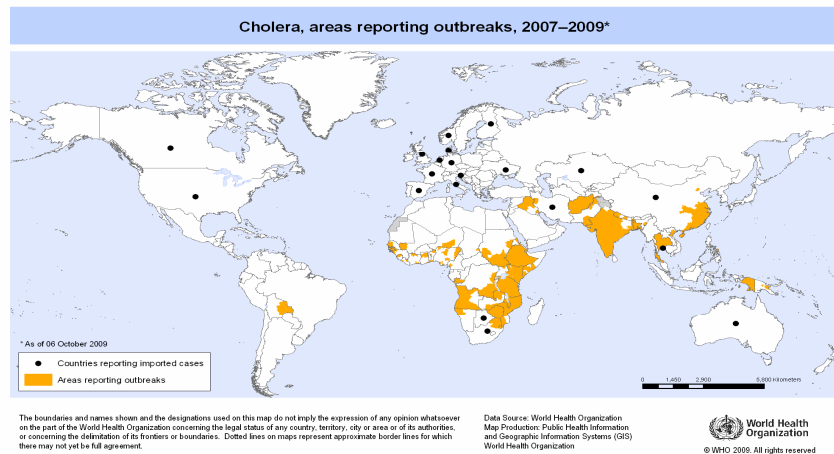 Cholera, areas reporting outbreaks, 2007–2009*
* As of 06 October 2009
Countries reporting imported cases
Areas reporting outbreaks
0 1,450 2,900 5,800 Kilometers
The boundaries and names shown and the designations used on this map do not imply the expression of any opinion whatsoever
on the part of the World Health Organization concerning the legal status of any country, territory, city or area or of its authorities,
or concerning the delimitation of its frontiers or boundaries. Dotted lines on maps represent approximate border lines for which
there may not yet be full agreement.
Data Source: World Health Organization
Map Production: Public Health Information
and Geographic Information Systems (GIS)
World Health Organization
World Health
Organization
© WHO 2009. All rights reserved